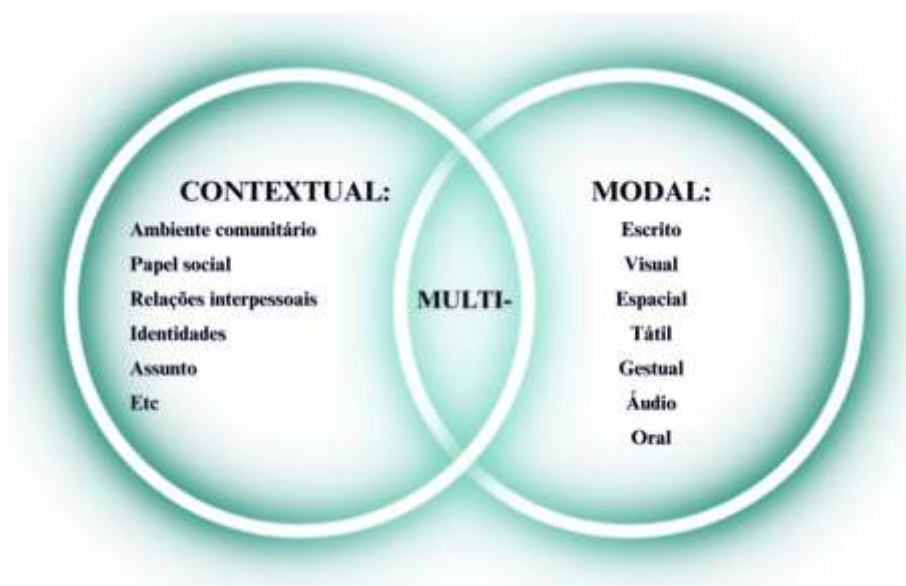 CONTEXTUAL:
Ambiente comunitário
Papel social
Relações interpessoais
Identidades
Assunto
Etc
MULTI-
MODAL:
Escrito
Visual
Espacial
Tátil
Gestual
Áudio
Oral